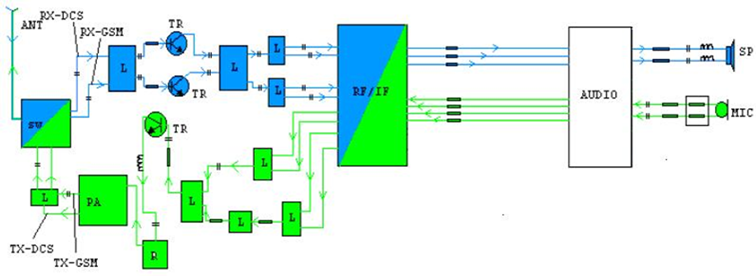 ANT
RX-DCS
RX-GSM
TR
TR
L
L
L
L
RF/IF
AUDIO
SP
MIC
SW
TR
L
L
L
L
L
PA
R
TX-DCS
TX-GSM